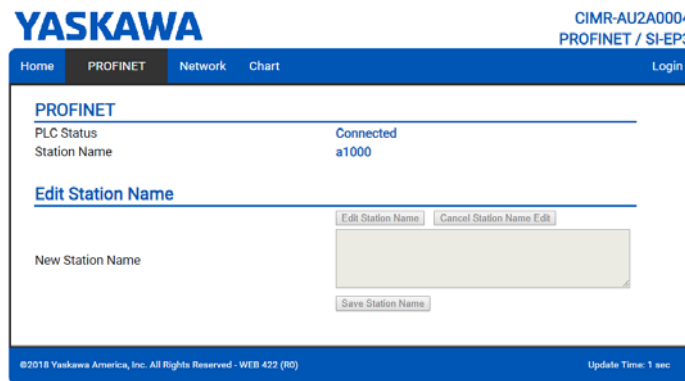 YASKAWA
CIMR-AU2A0004
PROFINET / SI-EP3
Home PROFINET Network Chart Login
PROFINET
PLC Status Connected
Station Name a1000
Edit Station Name
Edit Station Name Cancel Station Name Edit
New Station Name
Save Station Name
©2018 Yaskawa America, Inc. All Rights Reserved - WEB 422 (R0) Update Time: 1 sec